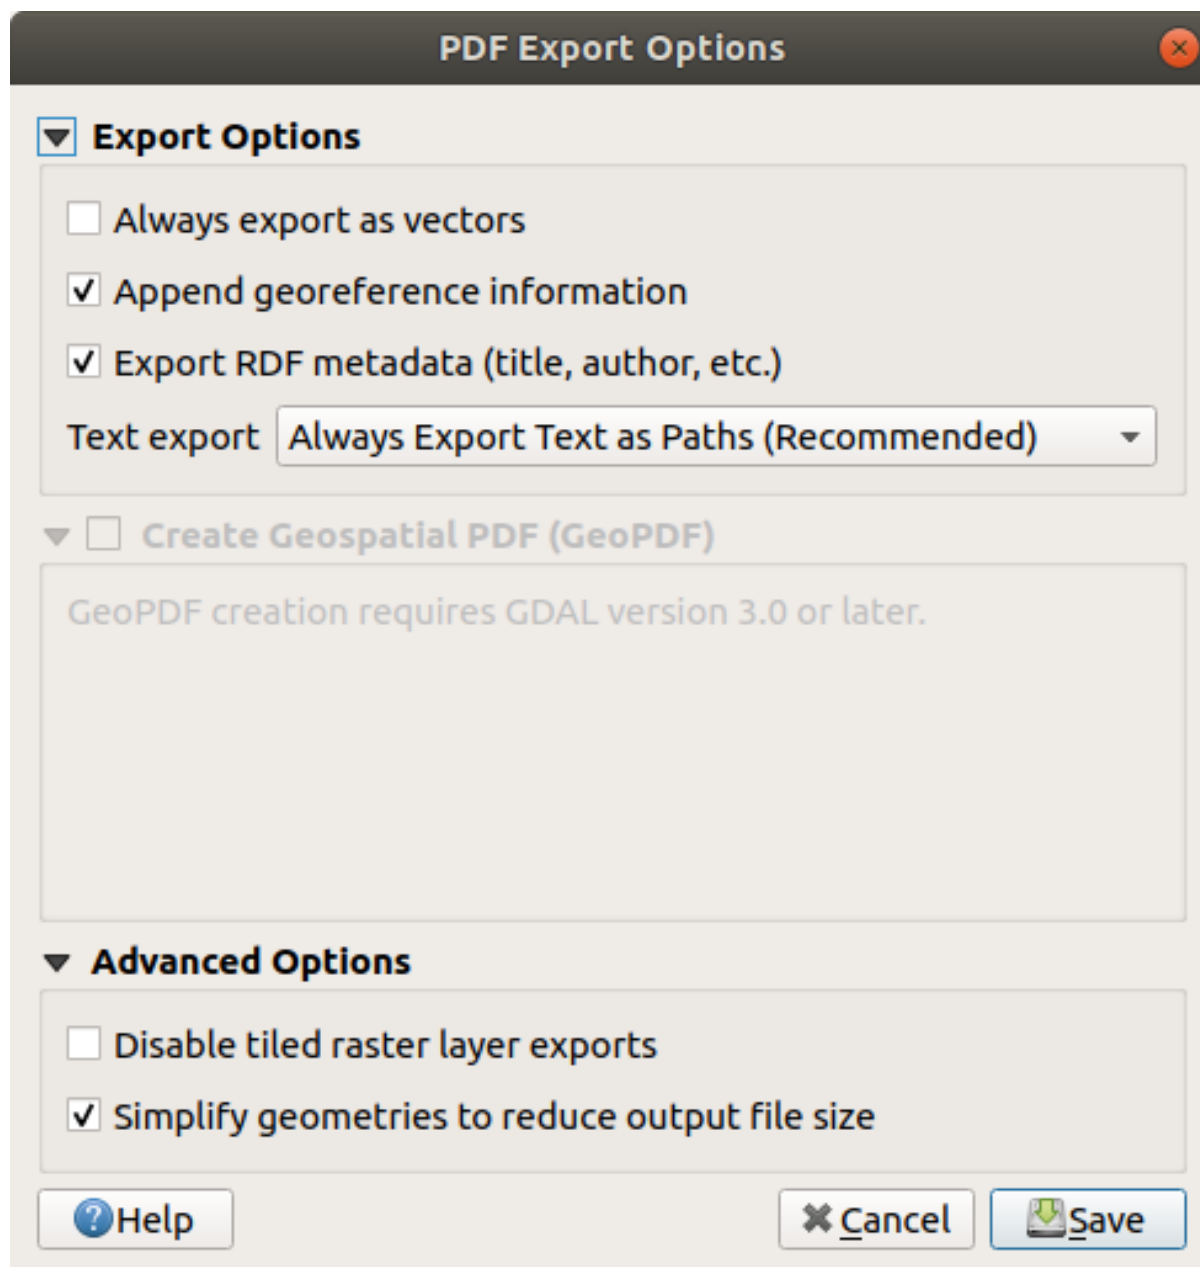 PDF Export Options
Export Options
Always export as vectors
Append georeference information
Export RDF metadata (title, author, etc.)
Text export Always Export Text as Paths (Recommended)
Create Geospatial PDF (GeoPDF)
GeoPDF creation requires GDAL version 3.0 or later.
Advanced Options
Disable tiled raster layer exports
Simplify geometries to reduce output file size
Help Cancel Save